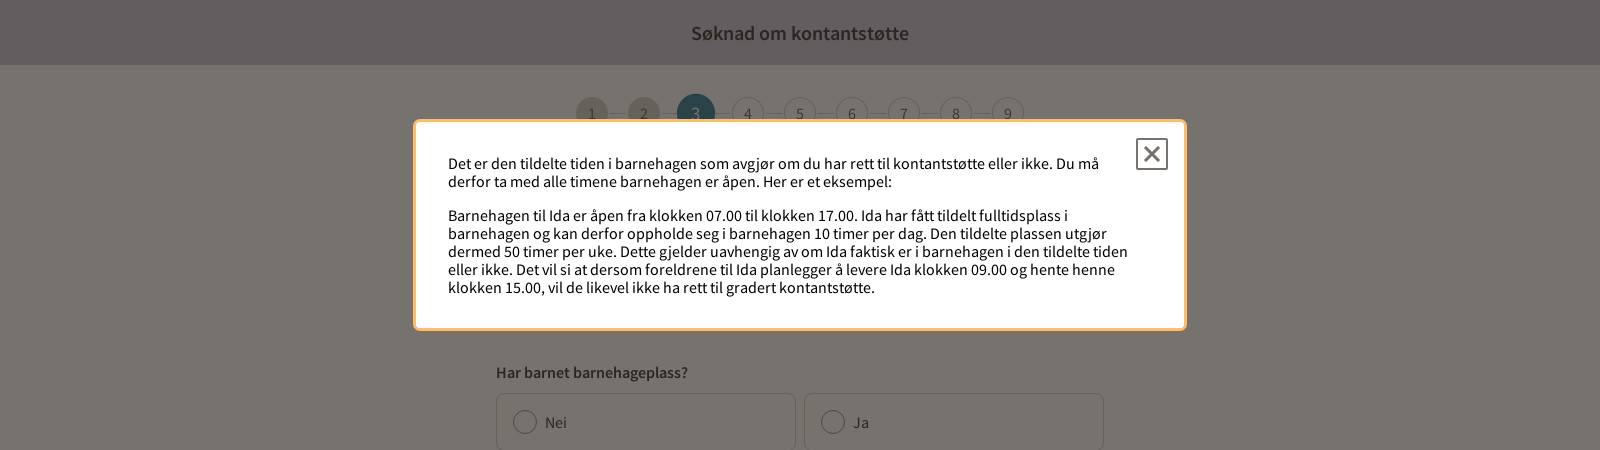 Søknad om kontantstøtte
1 2 3 4 5 6 7 8 9
Det er den tildelte tiden i barnehagen som avgjør om du har rett til kontantstøtte eller ikke. Du må
derfor ta med alle timene barnehagen er åpen. Her er et eksempel:
Barnehagen til Ida er åpen fra klokken 07.00 til klokken 17.00. Ida har fått tildelt fulltidsplass i
barnehagen og kan derfor oppholde seg i barnehagen 10 timer per dag. Den tildelte plassen utgjør
dermed 50 timer per uke. Dette gjelder uavhengig av om Ida faktisk er i barnehagen i den tildelte tiden
eller ikke. Det vil si at dersom foreldrene til Ida planlegger å levere Ida klokken 09.00 og hente henne
klokken 15.00, vil de likevel ikke ha rett til gradert kontantstøtte.
Har barnet barnehageplass?
Nei
Ja